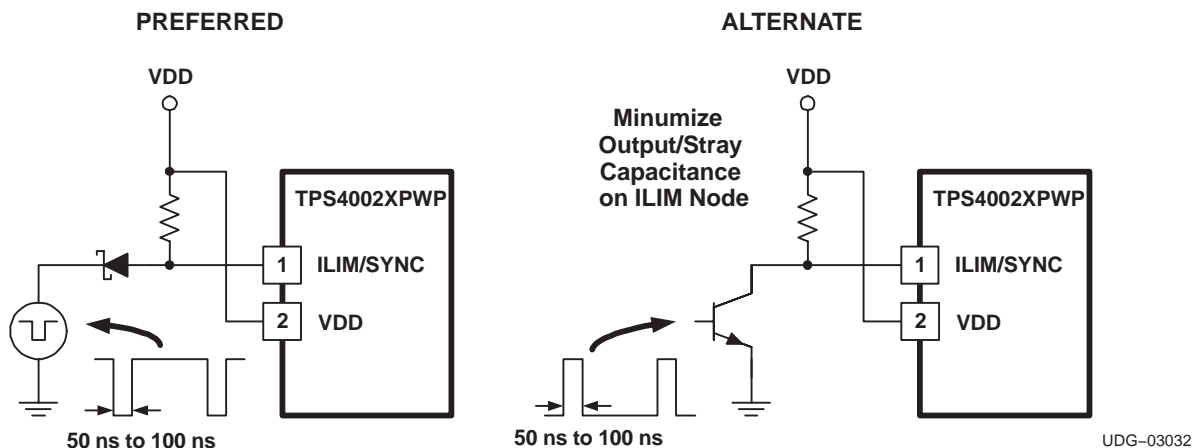 PREFERRED
VDD
TPS4002XPWP
1 ILIM/SYNC
2 VDD
50 ns to 100 ns
ALTERNATE
VDD
Minumize
Output/Stray
Capacitance
on ILIM Node
TPS4002XPWP
1 ILIM/SYNC
2 VDD
50 ns to 100 ns
UDG–03032